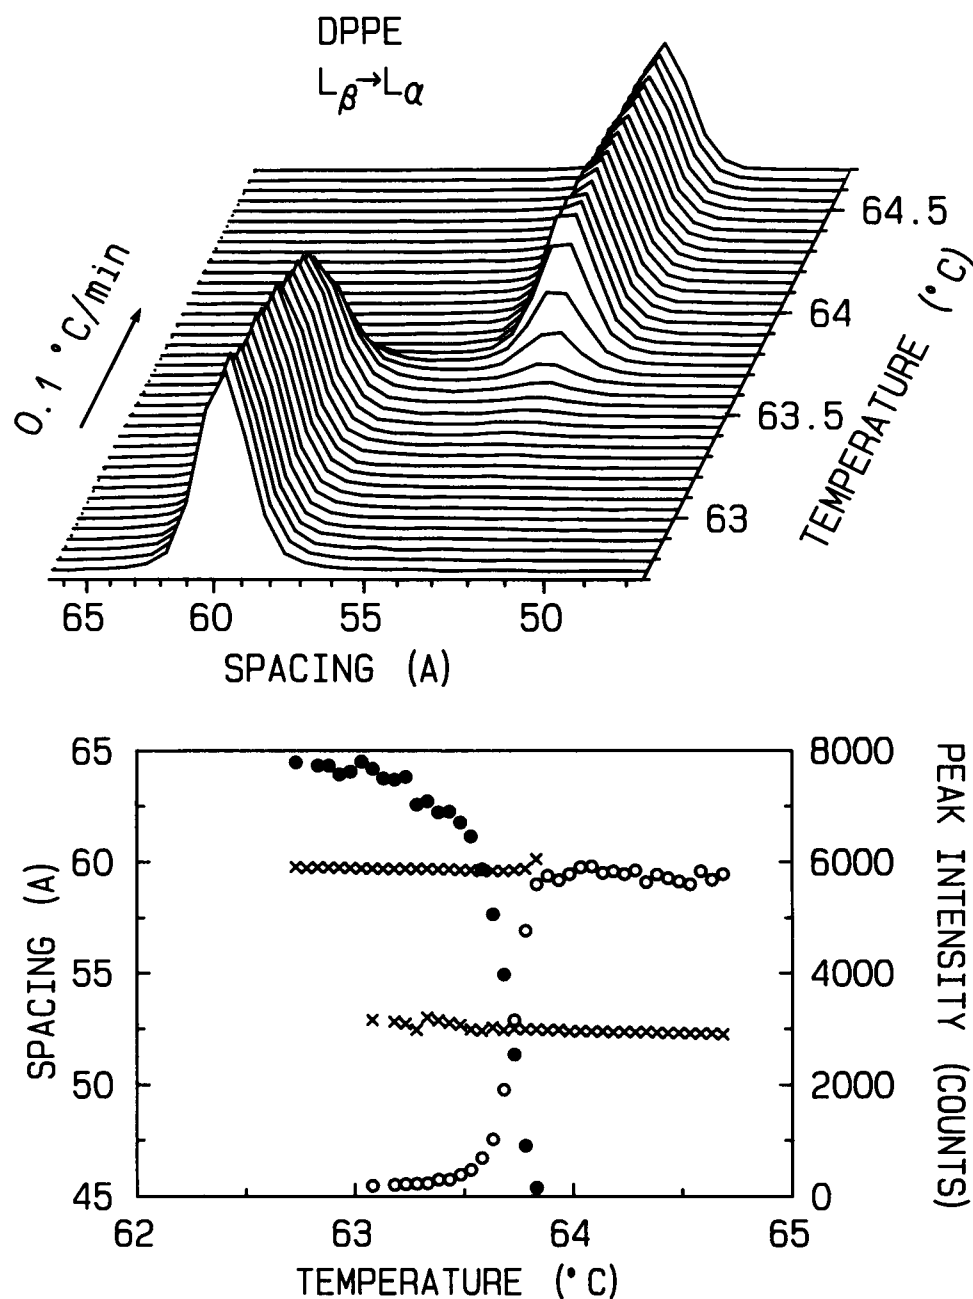 DPPE
Lβ→Lα
0.1 °C/min
64.5
64
63.5
63
TEMPERATURE (°C)
65 60 55 50
SPACING (A)
65
60
55
50
45
SPACING (A)
8000
6000
4000
2000
0
PEAK INTENSITY (COUNTS)
62 63 64 65
TEMPERATURE (°C)